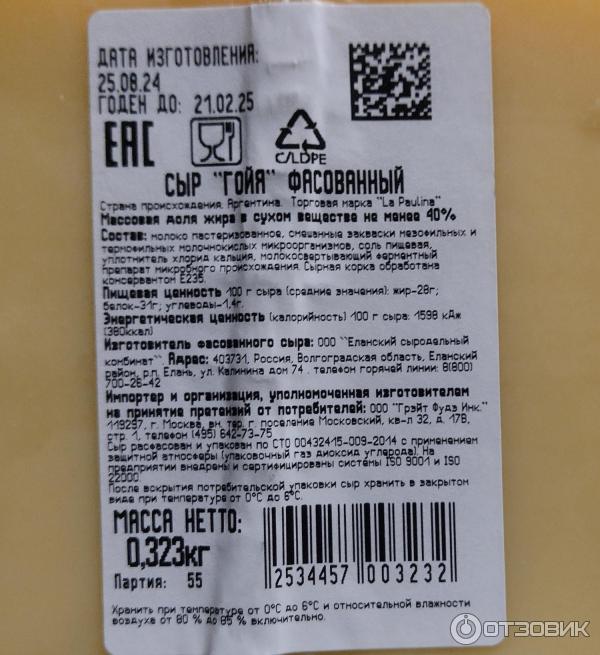 ДАТА ИЗГОТОВЛЕНИЯ:
25.08.24
ГОДЕН ДО: 21.02.25
EAC
C/LDPE
СЫР "ГОЙЯ" ФАСОВАННЫЙ
Страна происхождения: Аргентина. Торговая марка "La Paulina"
Массовая доля жира в сухом веществе не менее 40%
Состав: молоко пастеризованное, смешанные закваски мезофильных и
термофильных молочнокислых микроорганизмов, соль пищевая,
уплотнитель хлорид кальция, молокосвертывающий ферментный
препарат микробного происхождения. Сырная корка обработана
консервантом Е235.
Пищевая ценность 100 г сыра (средние значения): жир-28г;
белок-31г; углеводы-1,4г.
Энергетическая ценность (калорийность) 100 г сыра: 1598 кДж
(380ккал)
Изготовитель фасованного сыра: ООО "Еланский сыродельный
комбинат". Адрес: 403731, Россия, Волгоградская область, Еланский
район, р.п. Елань, ул. Калинина дом 74 . телефон горячей линии: 8(800)
700-26-42
Импортер и организация, уполномоченная изготовителем
на принятие претензий от потребителей: ООО "Грэйт Фудз Инк."
119297, г. Москва, вн. тер. г. поселение Московский, кв-л 32, д. 17В,
стр. 1, телефон (495) 642-73-75
Сыр расфасован и упакован по СТО 00432415-009-2014 с применением
защитной атмосферы (упаковочный газ диоксид углерода). На
предприятии внедрены и сертифицированы системы ISO 9001 и ISO
22000.
После вскрытия потребительской упаковки сыр хранить в закрытом
виде при температуре от 0°С до 6°С.
МАССА НЕТТО:
0,323кг
Партия: 55
2534457 003232
Хранить при температуре от 0°С до 6°С и относительной влажности
воздуха от 80 % до 85 % включительно.
ОТЗОВИК